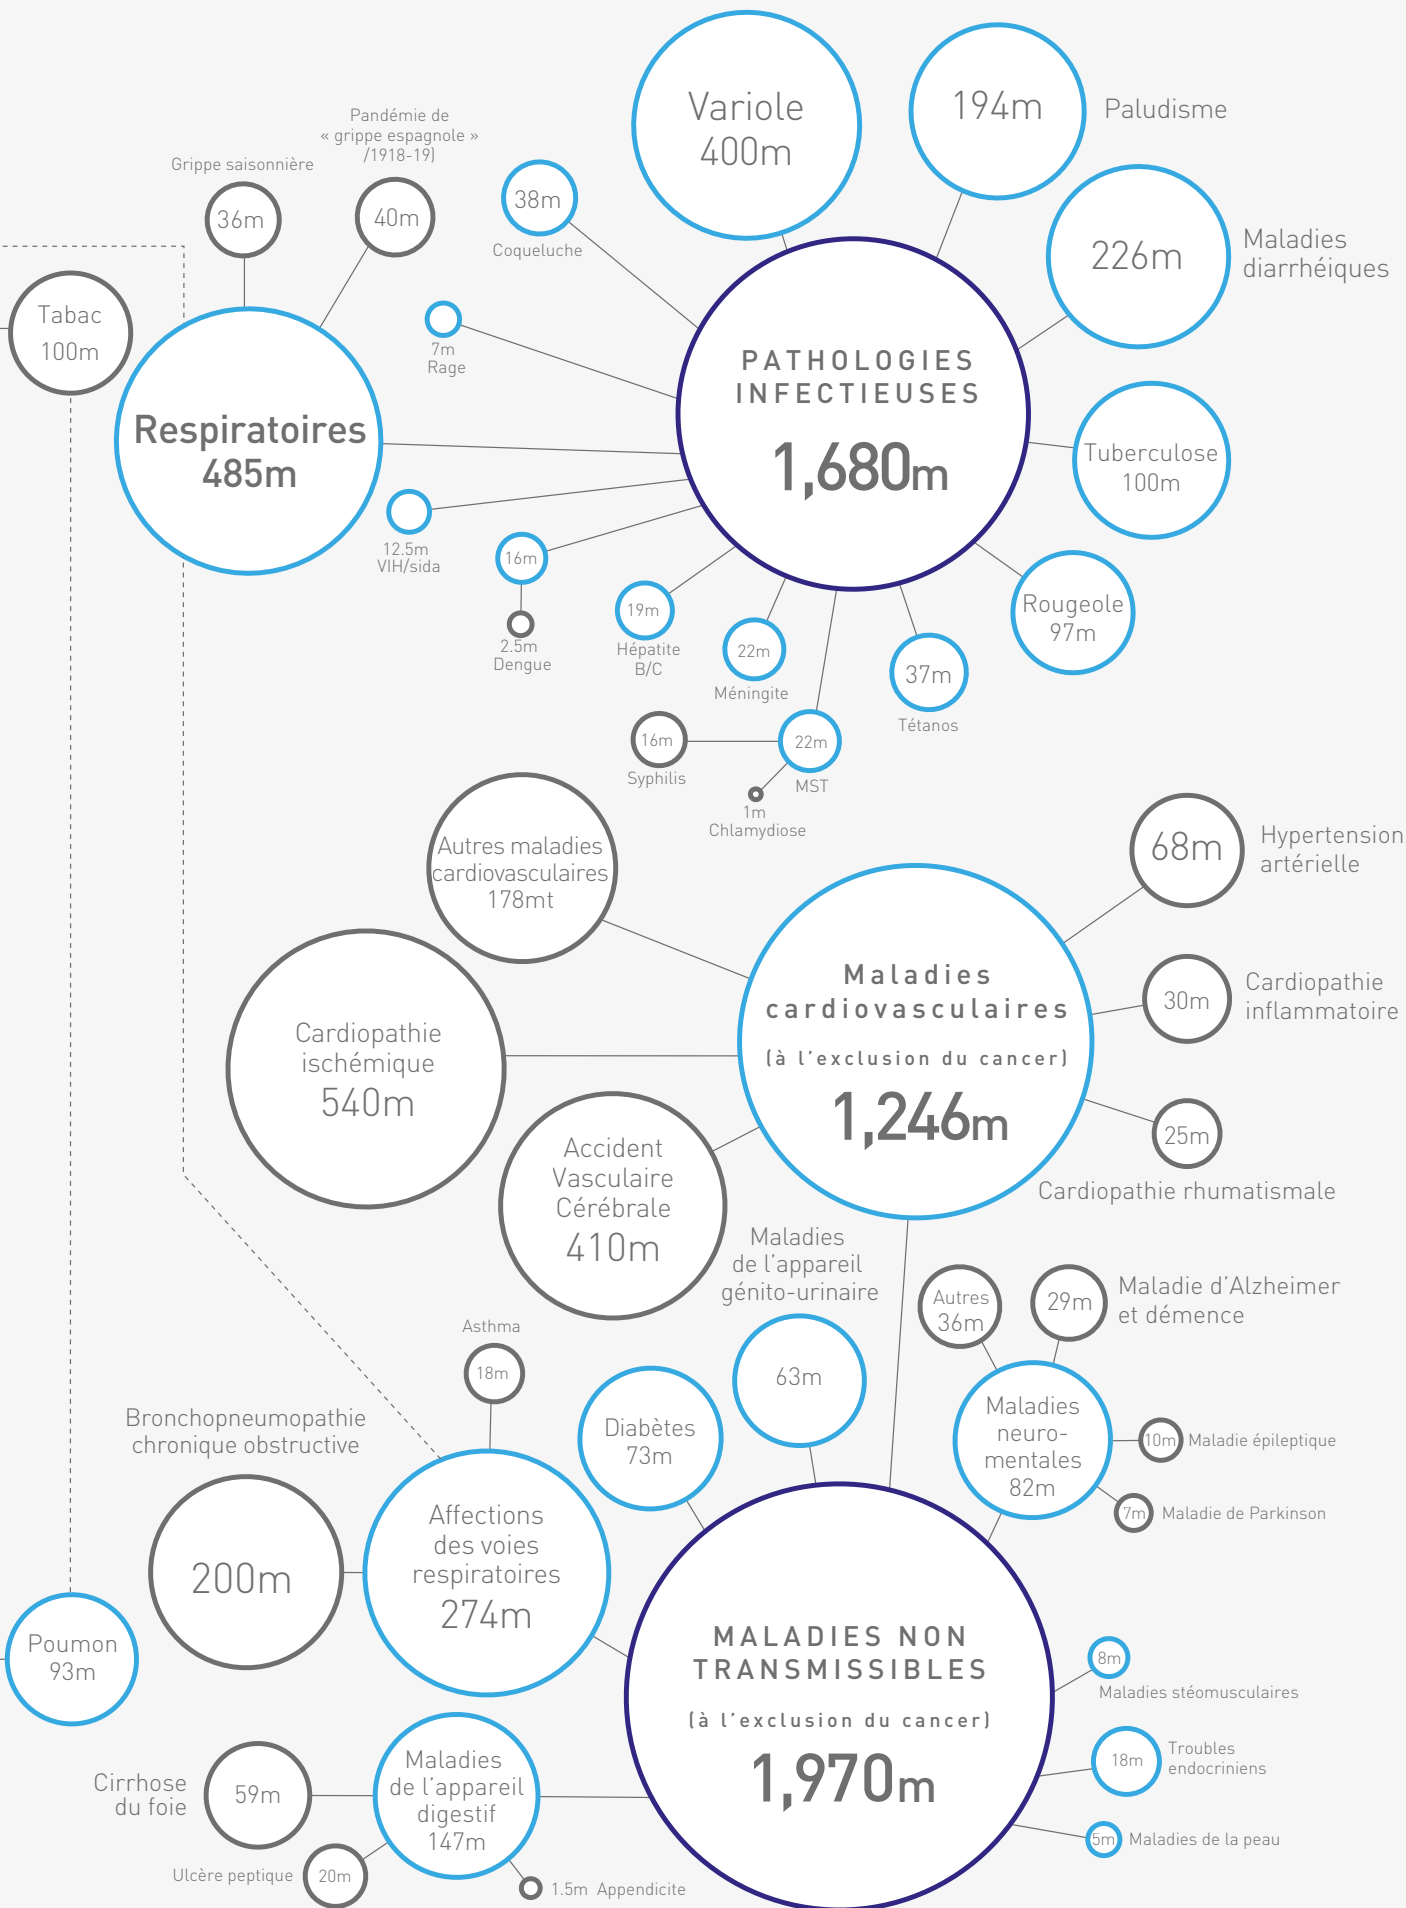 Variole
400m
194m
Paludisme
Pandémie de
« grippe espagnole »
/1918-19)
Grippe saisonnière
36m
40m
38m
Coqueluche
226m
Maladies
diarrhéiques
Tabac
100m
7m
Rage
PATHOLOGIES
INFECTIEUSES
1,680m
Respiratoires
485m
Tuberculose
100m
12.5m
VIH/sida
16m
2.5m
Dengue
19m
Hépatite
B/C
22m
Méningite
37m
Tétanos
Rougeole
97m
16m
Syphilis
22m
MST
1m
Chlamydiose
Autres maladies
cardiovasculaires
178mt
68m
Hypertension
artérielle
Maladies
cardiovasculaires
(à l'exclusion du cancer)
1,246m
30m
Cardiopathie
inflammatoire
Cardiopathie
ischémique
540m
25m
Cardiopathie rhumatismale
Accident
Vasculaire
Cérébrale
410m
Maladies
de l'appareil
génito-urinaire
63m
Autres
36m
29m
Maladie d'Alzheimer
et démence
Asthma
18m
Diabètes
73m
Maladies
neuro-
mentales
82m
10m
Maladie épileptique
7m
Maladie de Parkinson
Bronchopneumopathie
chronique obstructive
200m
Affections
des voies
respiratoires
274m
Poumon
93m
MALADIES NON
TRANSMISSIBLES
(à l'exclusion du cancer)
1,970m
8m
Maladies stéomusculaires
18m
Troubles
endocriniens
5m
Maladies de la peau
Cirrhose
du foie
59m
Maladies
de l'appareil
digestif
147m
Ulcère peptique
20m
1.5m Appendicite